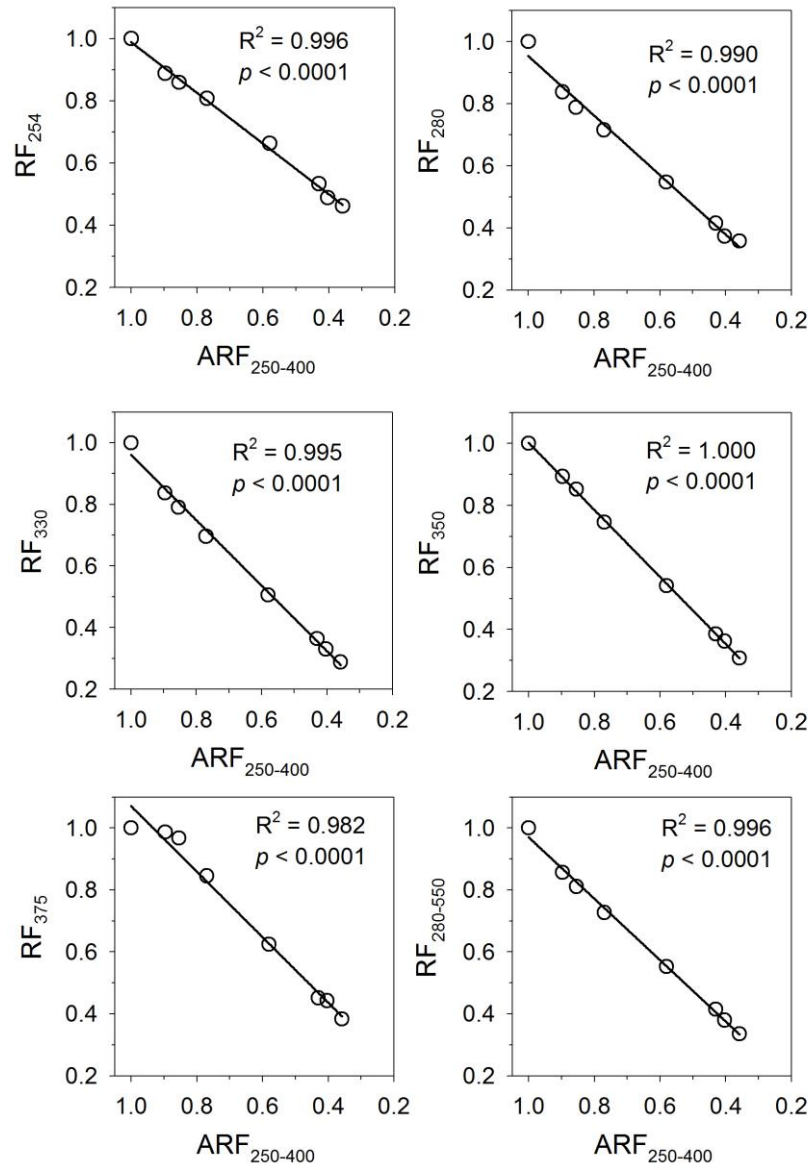 R² = 0.996
p < 0.0001
1.0
0.8
0.6
0.4
0.2
RF₂₅₄
1.0 0.8 0.6 0.4 0.2
ARF₂₅₀₋₄₀₀
R² = 0.990
p < 0.0001
1.0
0.8
0.6
0.4
0.2
RF₂₈₀
1.0 0.8 0.6 0.4 0.2
ARF₂₅₀₋₄₀₀
R² = 0.995
p < 0.0001
1.0
0.8
0.6
0.4
0.2
RF₃₃₀
1.0 0.8 0.6 0.4 0.2
ARF₂₅₀₋₄₀₀
R² = 1.000
p < 0.0001
1.0
0.8
0.6
0.4
0.2
RF₃₅₀
1.0 0.8 0.6 0.4 0.2
ARF₂₅₀₋₄₀₀
R² = 0.982
p < 0.0001
1.0
0.8
0.6
0.4
0.2
RF₃₇₅
1.0 0.8 0.6 0.4 0.2
ARF₂₅₀₋₄₀₀
R² = 0.996
p < 0.0001
1.0
0.8
0.6
0.4
0.2
RF₂₈₀₋₅₅₀
1.0 0.8 0.6 0.4 0.2
ARF₂₅₀₋₄₀₀